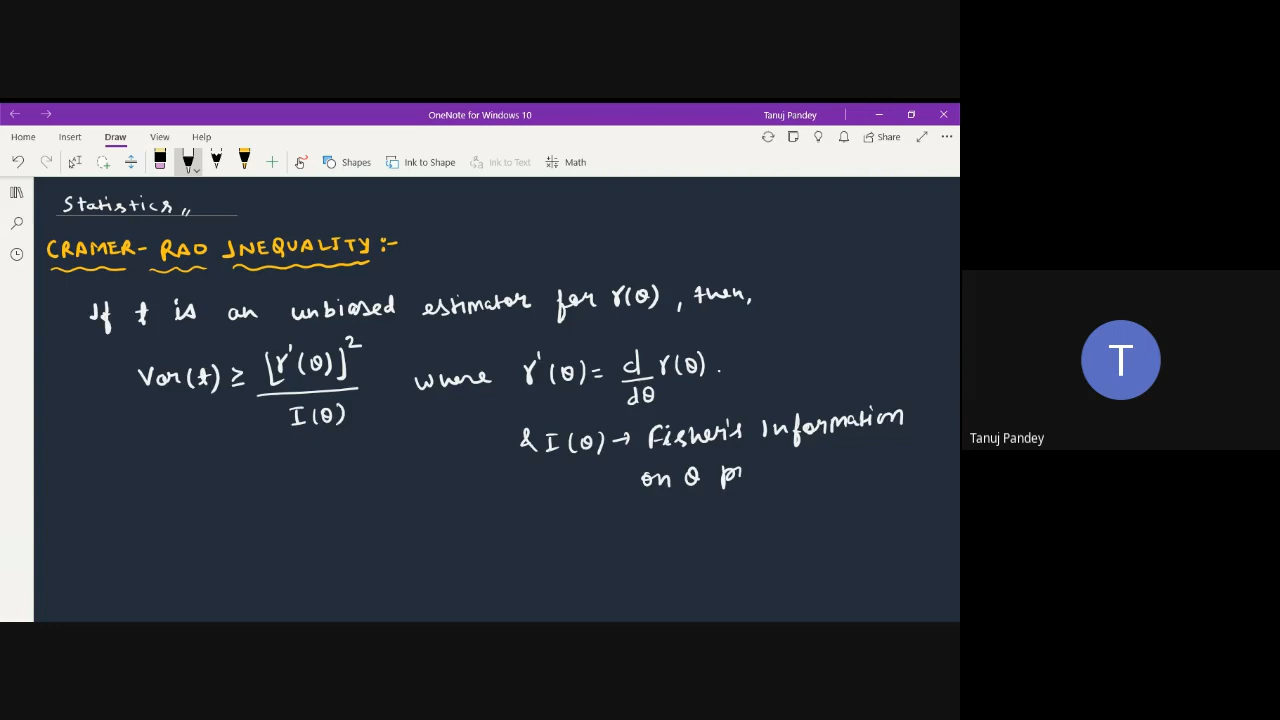 OneNote for Windows 10
Tanuj Pandey
Home Insert Draw View Help
Share
Shapes Ink to Shape Ink to Text Math
Statistics,,
CRAMER- RAO INEQUALITY :-
If t is an unbiased estimator for γ(θ), then,
Var(t) ≥ [γ'(θ)]² / I(θ) where γ'(θ) = d/dθ γ(θ).
& I(θ) → Fisher's Information
on θ pr
T
Tanuj Pandey